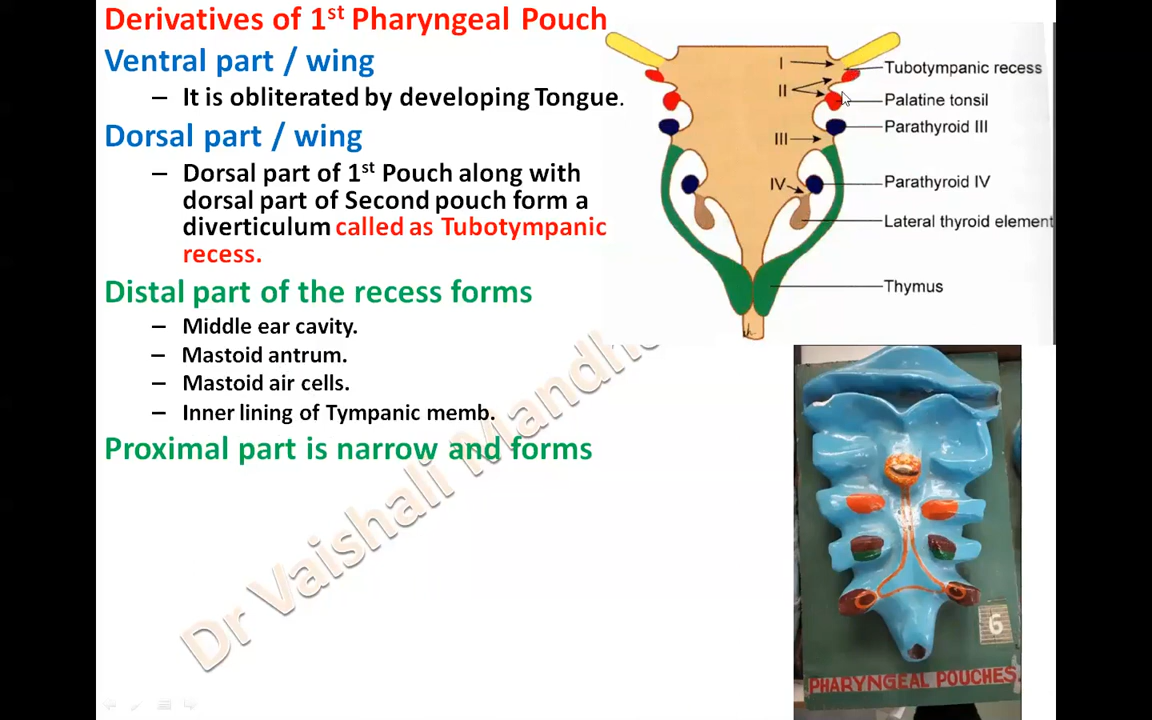 Derivatives of 1st Pharyngeal Pouch
Ventral part / wing
– It is obliterated by developing Tongue.
Dorsal part / wing
– Dorsal part of 1st Pouch along with
dorsal part of Second pouch form a
diverticulum called as Tubotympanic
recess.
Distal part of the recess forms
– Middle ear cavity.
– Mastoid antrum.
– Mastoid air cells.
– Inner lining of Tympanic memb.
Proximal part is narrow and forms
I
II
III
IV
Tubotympanic recess
Palatine tonsil
Parathyroid III
Parathyroid IV
Lateral thyroid element
Thymus
Dr Vaishali
6
PHARYNGEAL POUCHES